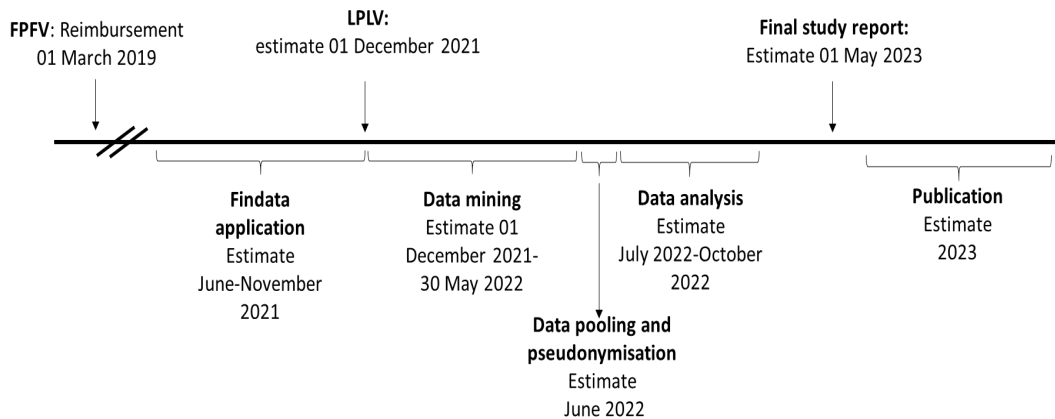 FPFV: Reimbursement
01 March 2019
LPLV:
estimate 01 December 2021
Final study report:
Estimate 01 May 2023
Findata
application
Estimate
June-November
2021
Data mining
Estimate 01
December 2021-
30 May 2022
Data pooling and
pseudonymisation
Estimate
June 2022
Data analysis
Estimate
July 2022-October
2022
Publication
Estimate
2023